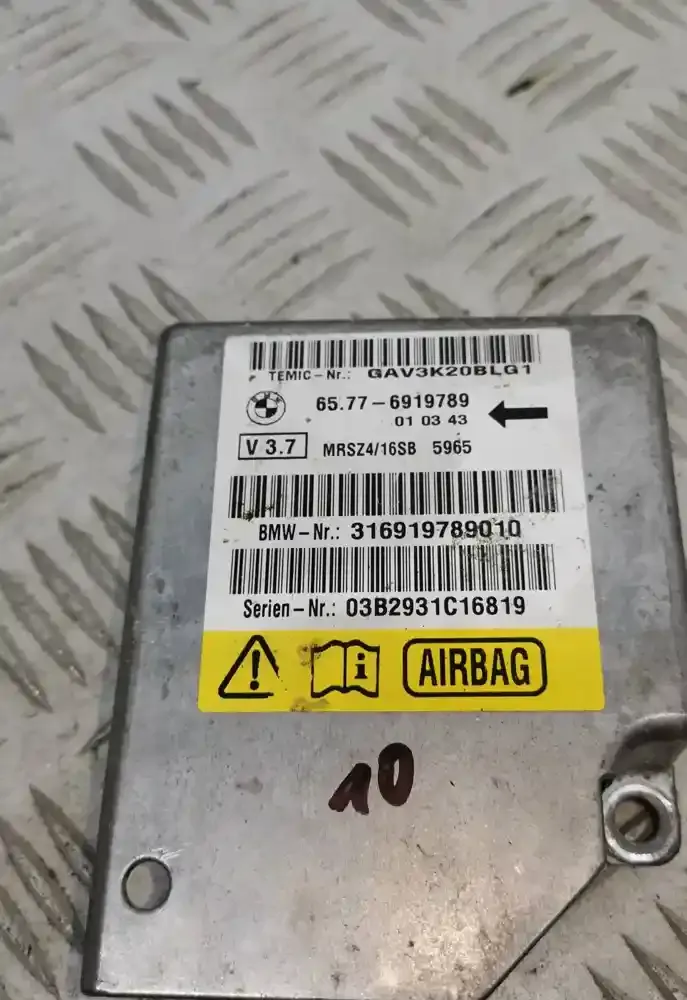 TEMIC-Nr.: GAV3K20BLG1
BMW
65.77-6919789
01 03 43
V 3.7 MRSZ4/16SB 5965
BMW-Nr.: 316919789010
Serien-Nr.: 03B2931C16819
AIRBAG
10